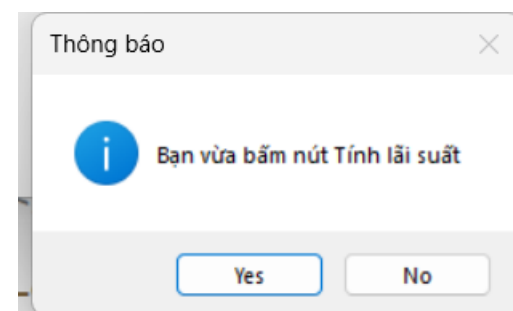 Thông báo
Bạn vừa bấm nút Tính lãi suất
Yes
No